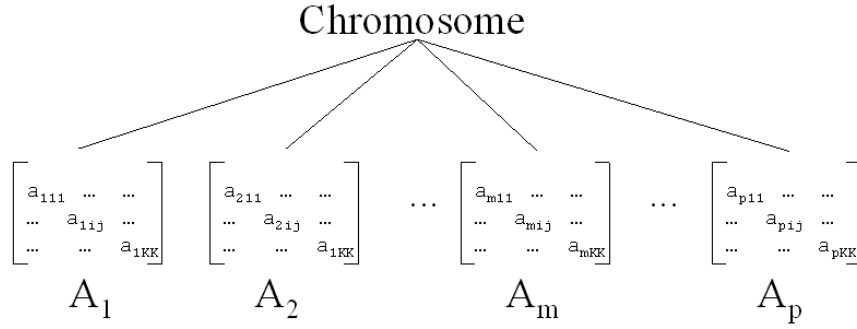 Chromosome
a111 ... ... a211 ... ... am11 ... ... ap11 ... ...
... a1ij ... ... a2ij ... ... ... amij ... ... ... apij ...
... ... a1KK ... ... a1KK ... ... amKK ... ... apKK
A1 A2 Am Ap